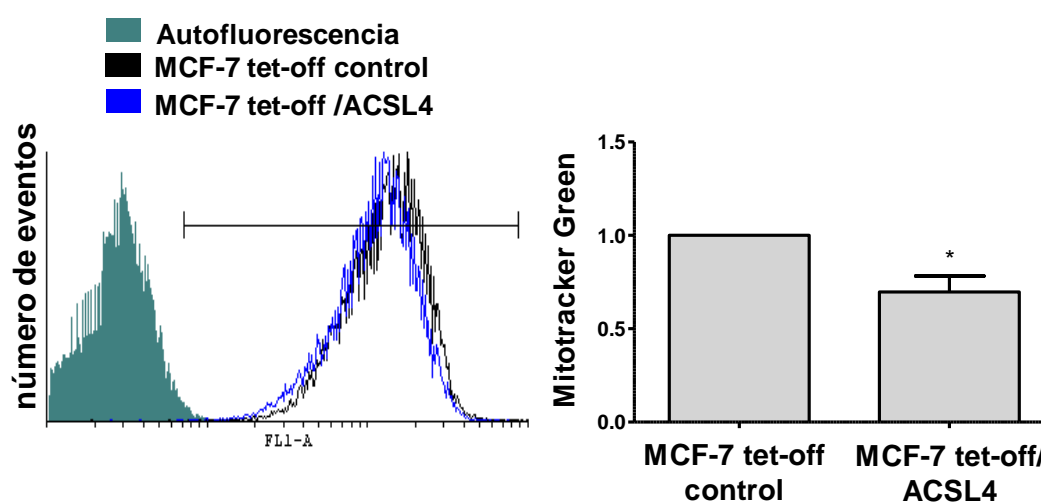 Autofluorescencia
MCF-7 tet-off control
MCF-7 tet-off /ACSL4
número de eventos
FL1-A
Mitotracker Green
1.5
1.0
0.5
0.0
*
MCF-7 tet-off
control
MCF-7 tet-off/
ACSL4